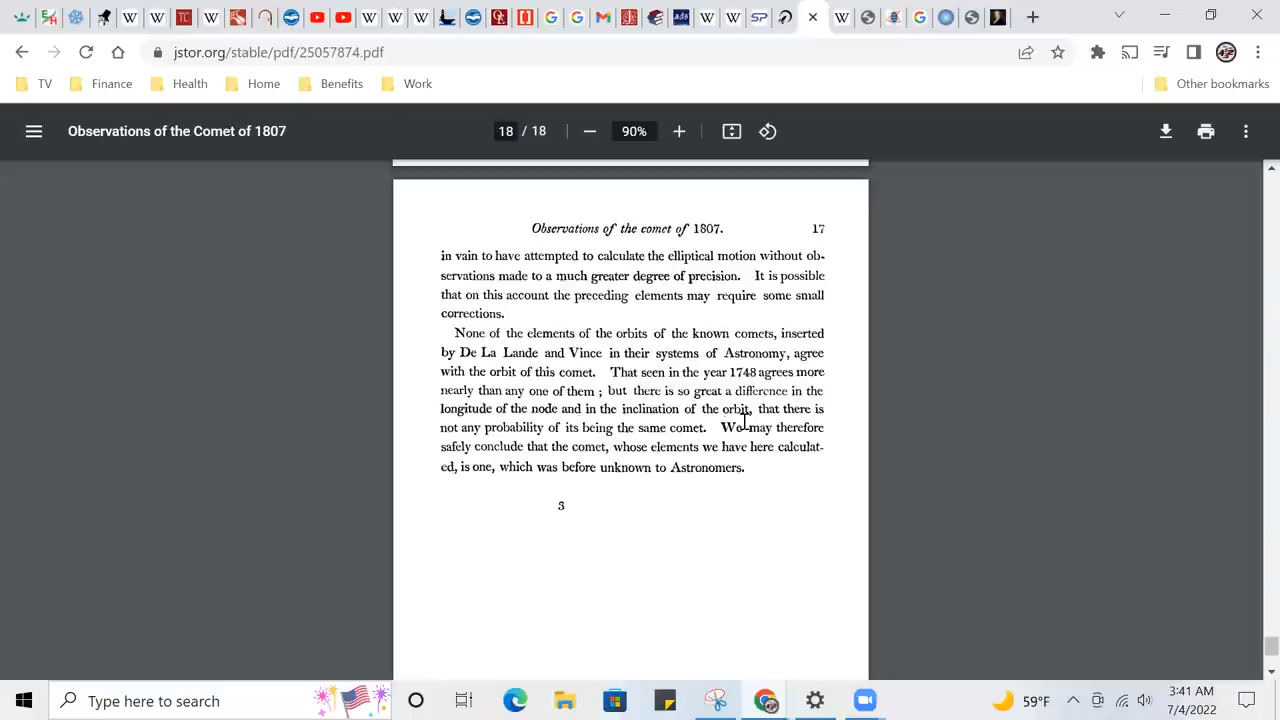 jstor.org/stable/pdf/25057874.pdf
TV Finance Health Home Benefits Work Other bookmarks
Observations of the Comet of 1807 18 / 18 90%
Observations of the comet of 1807. 17
in vain to have attempted to calculate the elliptical motion without ob-
servations made to a much greater degree of precision. It is possible
that on this account the preceding elements may require some small
corrections.
None of the elements of the orbits of the known comets, inserted
by De La Lande and Vince in their systems of Astronomy, agree
with the orbit of this comet. That seen in the year 1748 agrees more
nearly than any one of them ; but there is so great a difference in the
longitude of the node and in the inclination of the orbit, that there is
not any probability of its being the same comet. We may therefore
safely conclude that the comet, whose elements we have here calculat-
ed, is one, which was before unknown to Astronomers.
3
Type here to search
59°F
3:41 AM
7/4/2022